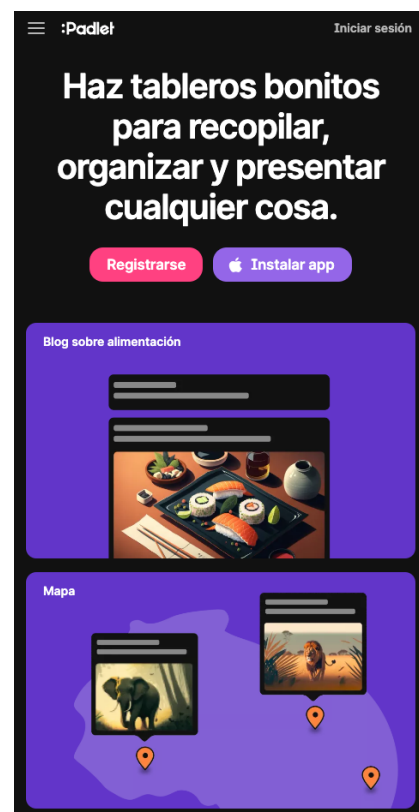 :Padlet
Iniciar sesión
Haz tableros bonitos
para recopilar,
organizar y presentar
cualquier cosa.
Registrarse
Instalar app
Blog sobre alimentación
Mapa